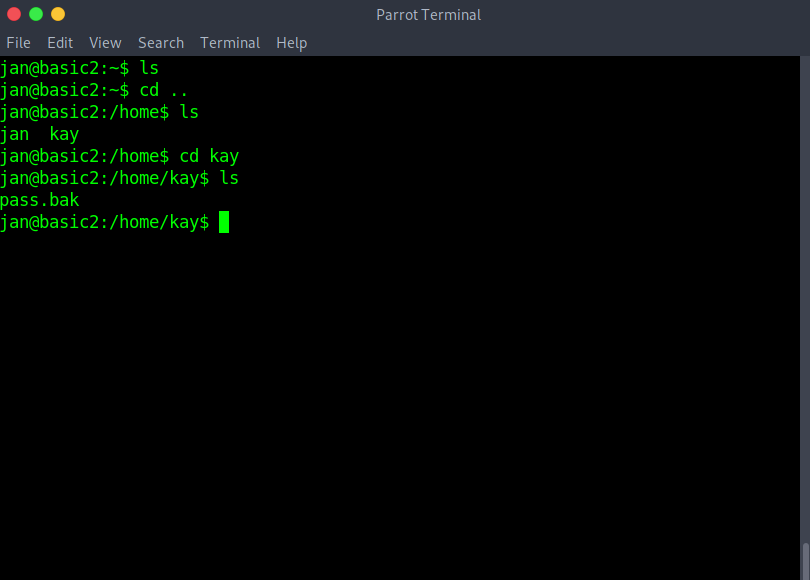 Parrot Terminal
File Edit View Search Terminal Help
jan@basic2:~$ ls
jan@basic2:~$ cd ..
jan@basic2:/home$ ls
jan  kay
jan@basic2:/home$ cd kay
jan@basic2:/home/kay$ ls
pass.bak
jan@basic2:/home/kay$